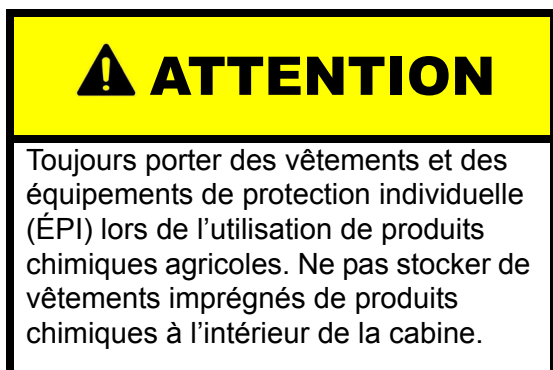 ATTENTION
Toujours porter des vêtements et des
équipements de protection individuelle
(ÉPI) lors de l’utilisation de produits
chimiques agricoles. Ne pas stocker de
vêtements imprégnés de produits
chimiques à l’intérieur de la cabine.